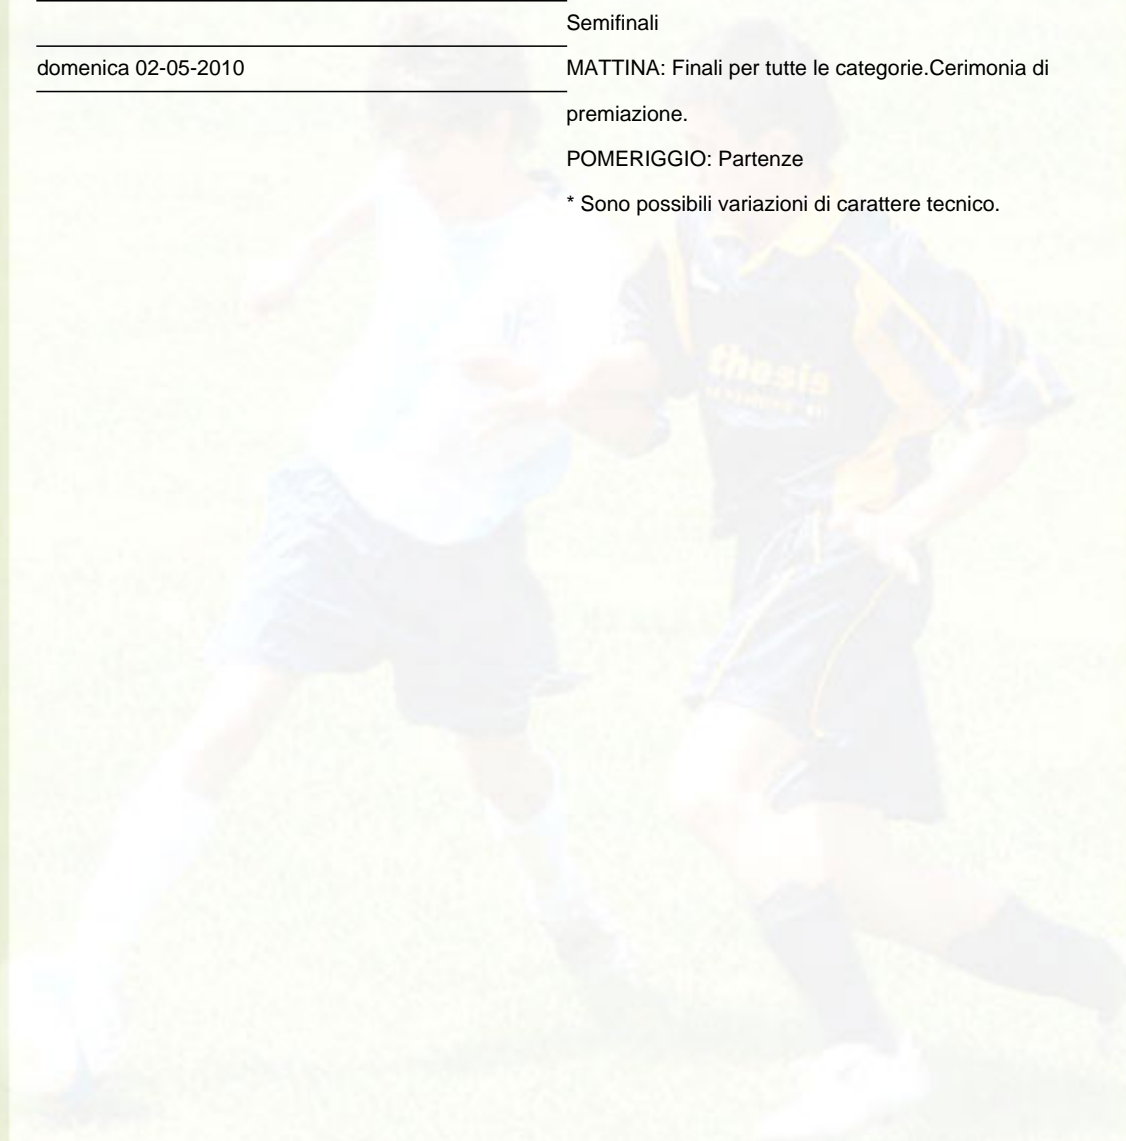 Semifinali
domenica 02-05-2010
MATTINA: Finali per tutte le categorie.Cerimonia di
premiazione.
POMERIGGIO: Partenze
* Sono possibili variazioni di carattere tecnico.
thesis